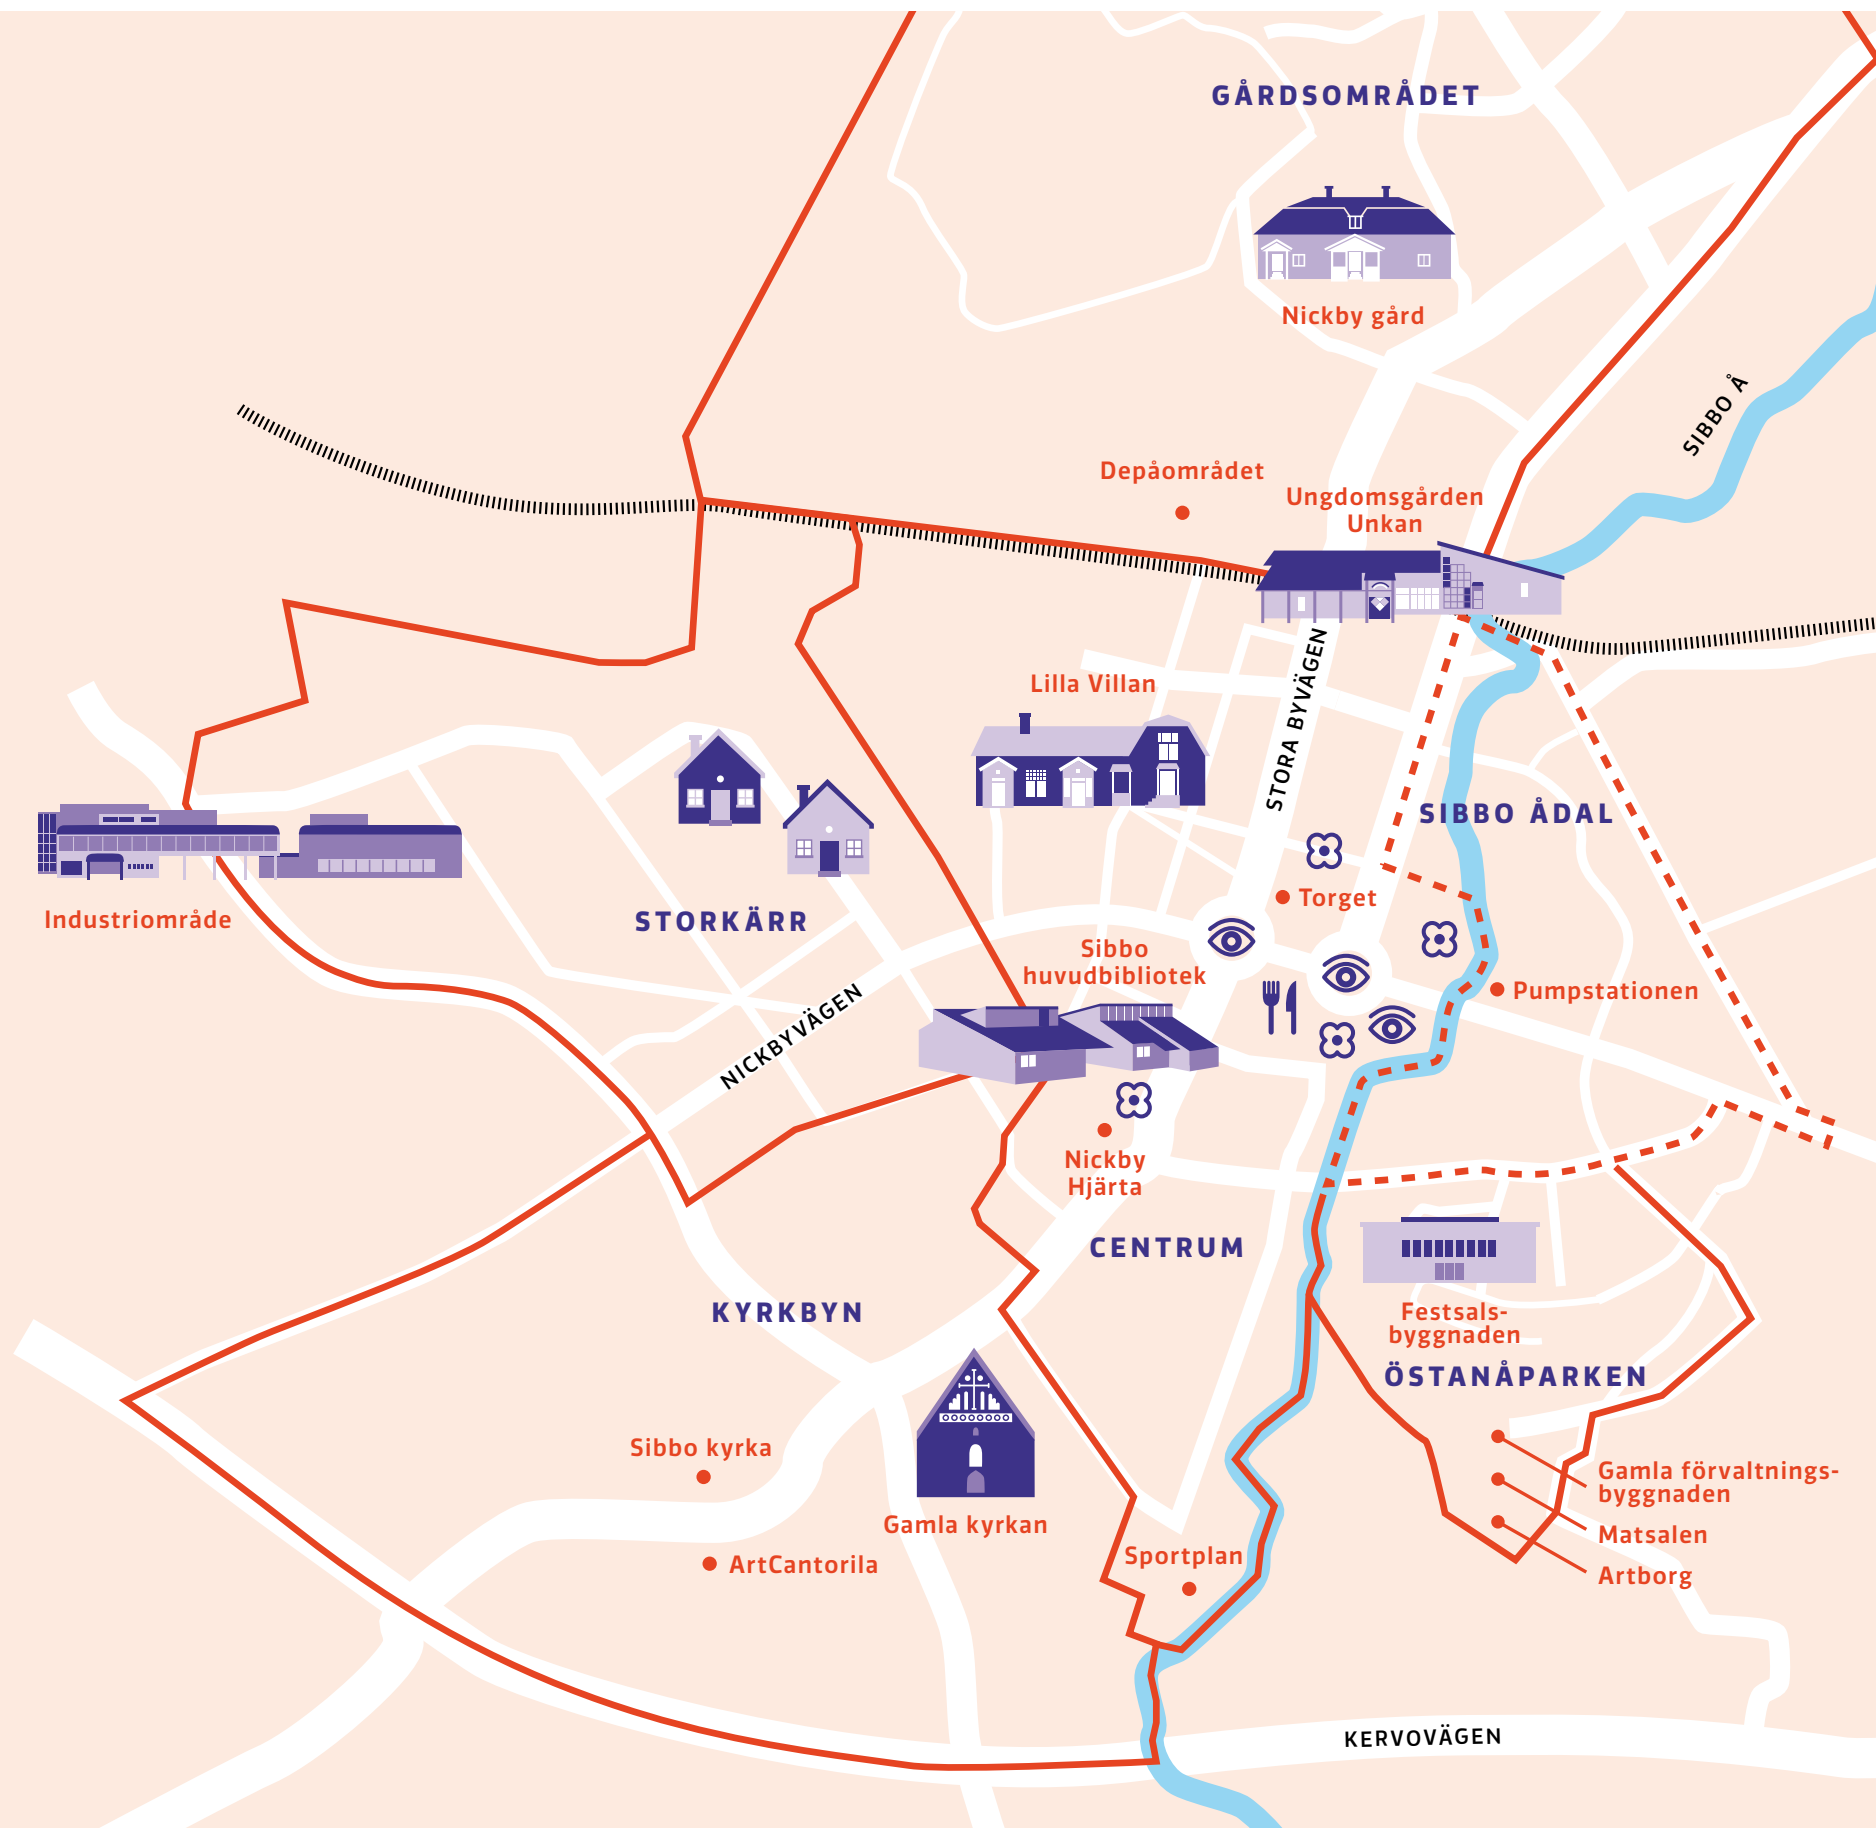 GÅRDSOMRÅDET
Nickby gård
SIBBO Å
Depåområdet
Ungdomsgården
Unkan
STORA BYVÄGEN
Lilla Villan
SIBBO ÅDAL
Torget
Industriområde
STORKÄRR
Sibbo
huvudbibliotek
Pumpstationen
NICKBYVÄGEN
Nickby
Hjärta
CENTRUM
KYRKBYN
Festsals-
byggnaden
ÖSTANÅPARKEN
Sibbo kyrka
Gamla förvaltnings-
byggnaden
Gamla kyrkan
Matsalen
Sportplan
ArtCantorila
Artborg
KERVOVÄGEN